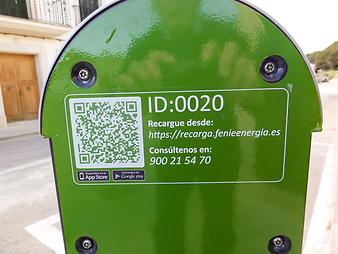 ID:0020
Recargue desde:
https://recarga.fenieenergia.es
Consúltenos en:
900 21 54 70
App Store
Google play